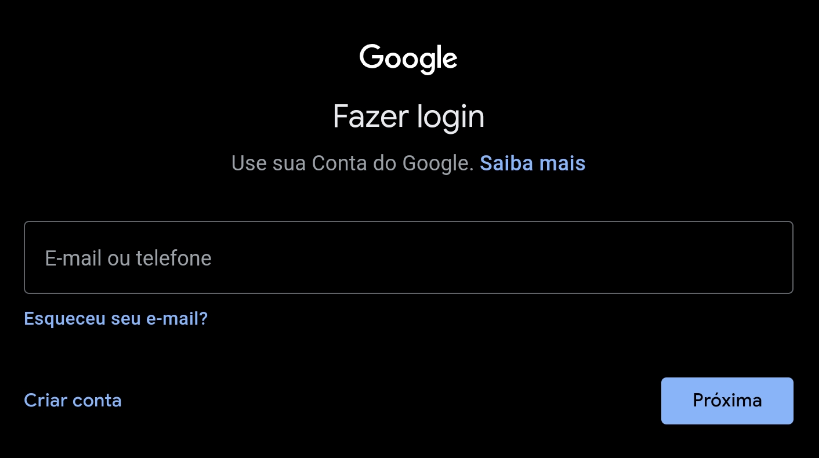 Google
Fazer login
Use sua Conta do Google. Saiba mais
E-mail ou telefone
Esqueceu seu e-mail?
Criar conta
Próxima